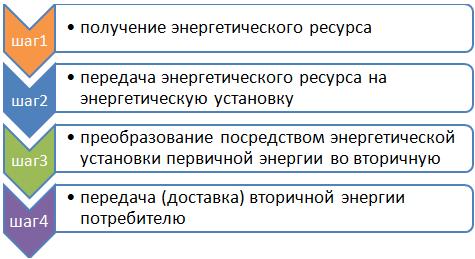 шаг1
• получение энергетического ресурса
шаг2
• передача энергетического ресурса на
энергетическую установку
шаг3
• преобразование посредством энергетической
установки первичной энергии во вторичную
шаг4
• передача (доставка) вторичной энергии
потребителю